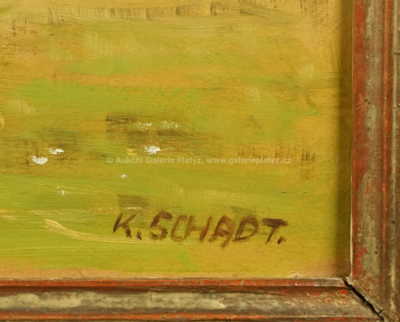 © Aukční Galerie Platýz, www.galerieplatyz.cz
K. SCHADT.